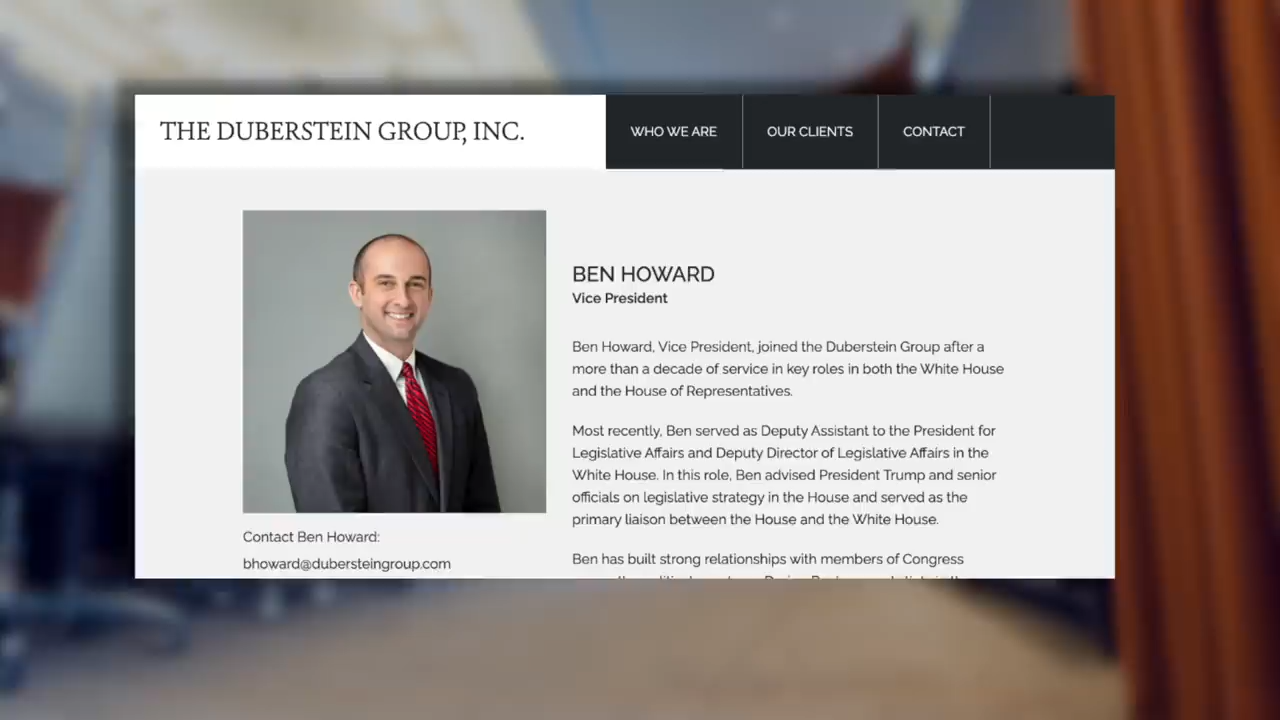 THE DUBERSTEIN GROUP, INC.
WHO WE ARE
OUR CLIENTS
CONTACT
BEN HOWARD
Vice President
Ben Howard, Vice President, joined the Duberstein Group after a
more than a decade of service in key roles in both the White House
and the House of Representatives.
Most recently, Ben served as Deputy Assistant to the President for
Legislative Affairs and Deputy Director of Legislative Affairs in the
White House. In this role, Ben advised President Trump and senior
officials on legislative strategy in the House and served as the
primary liaison between the House and the White House.
Ben has built strong relationships with members of Congress
Contact Ben Howard:
bhoward@dubersteingroup.com